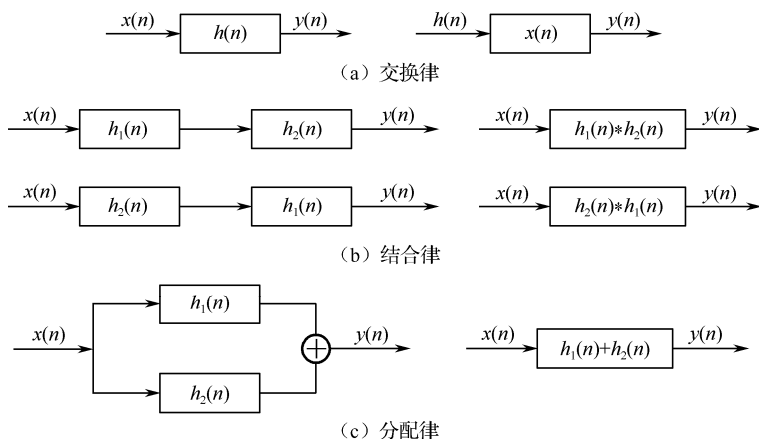 x(n) h(n) y(n) h(n) x(n) y(n)
（a）交换律
x(n) h₁(n) h₂(n) y(n) x(n) h₁(n)*h₂(n) y(n)
x(n) h₂(n) h₁(n) y(n) x(n) h₂(n)*h₁(n) y(n)
（b）结合律
h₁(n)
x(n) y(n) x(n) h₁(n)+h₂(n) y(n)
h₂(n)
（c）分配律